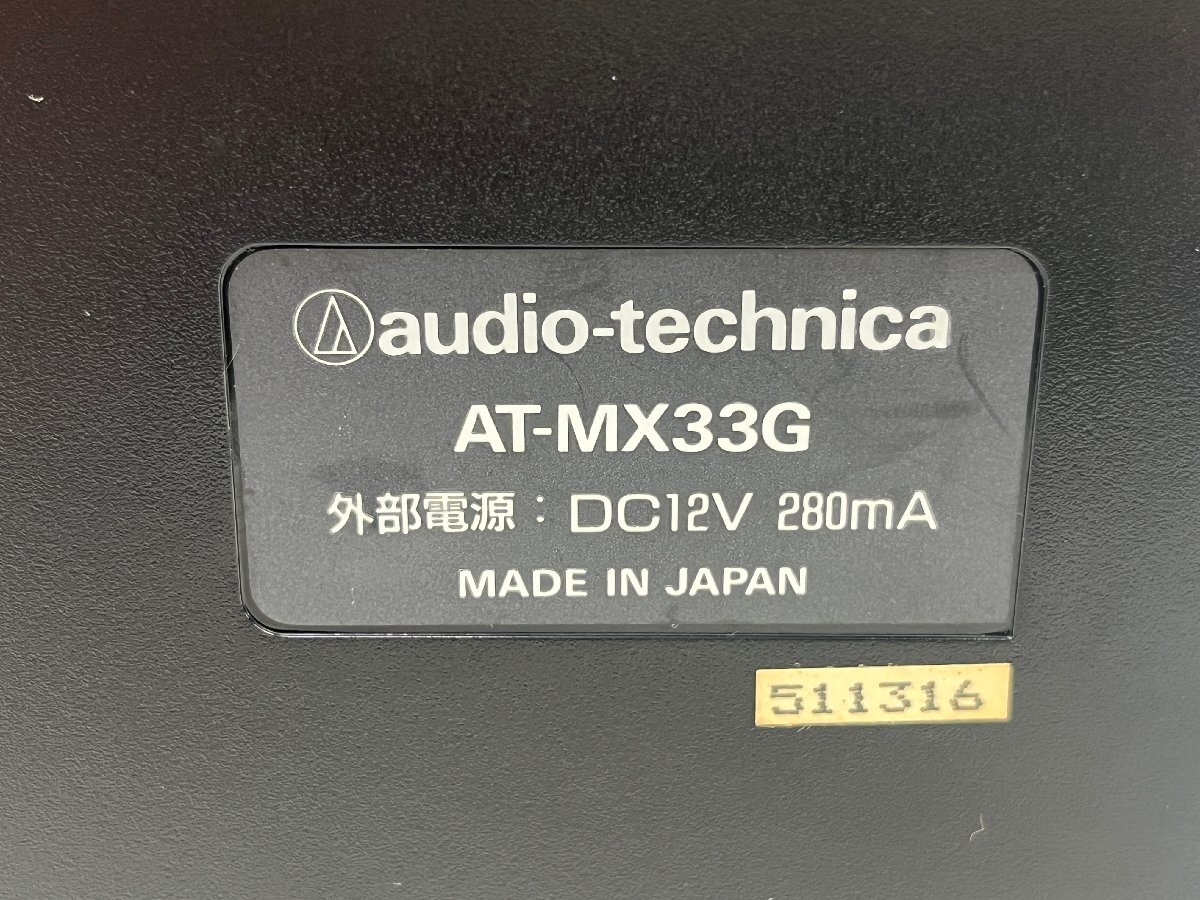 audio-technica
AT-MX33G
外部電源：DC12V 280mA
MADE IN JAPAN
511316